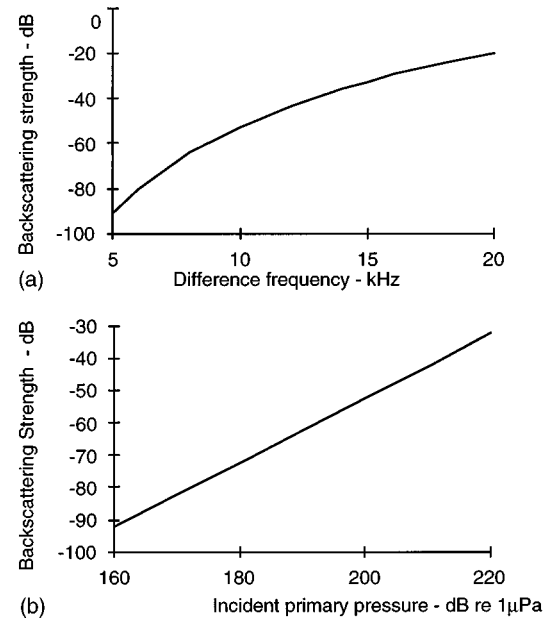 Backscattering strength - dB
0
-20
-40
-60
-80
-100
5 10 15 20
Difference frequency - kHz
(a)
Backscattering Strength - dB
-30
-40
-50
-60
-70
-80
-90
-100
160 180 200 220
Incident primary pressure - dB re 1μPa
(b)